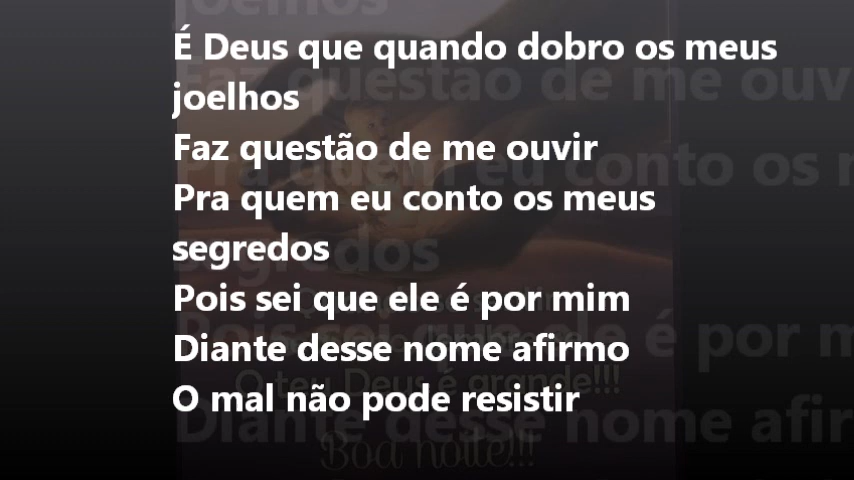 É Deus que quando dobro os meus
joelhos
Faz questão de me ouvir
Pra quem eu conto os meus
segredos
Pois sei que ele é por mim
Diante desse nome afirmo
O mal não pode resistir
O teu Deus é grande!!!
Boa noite!!!